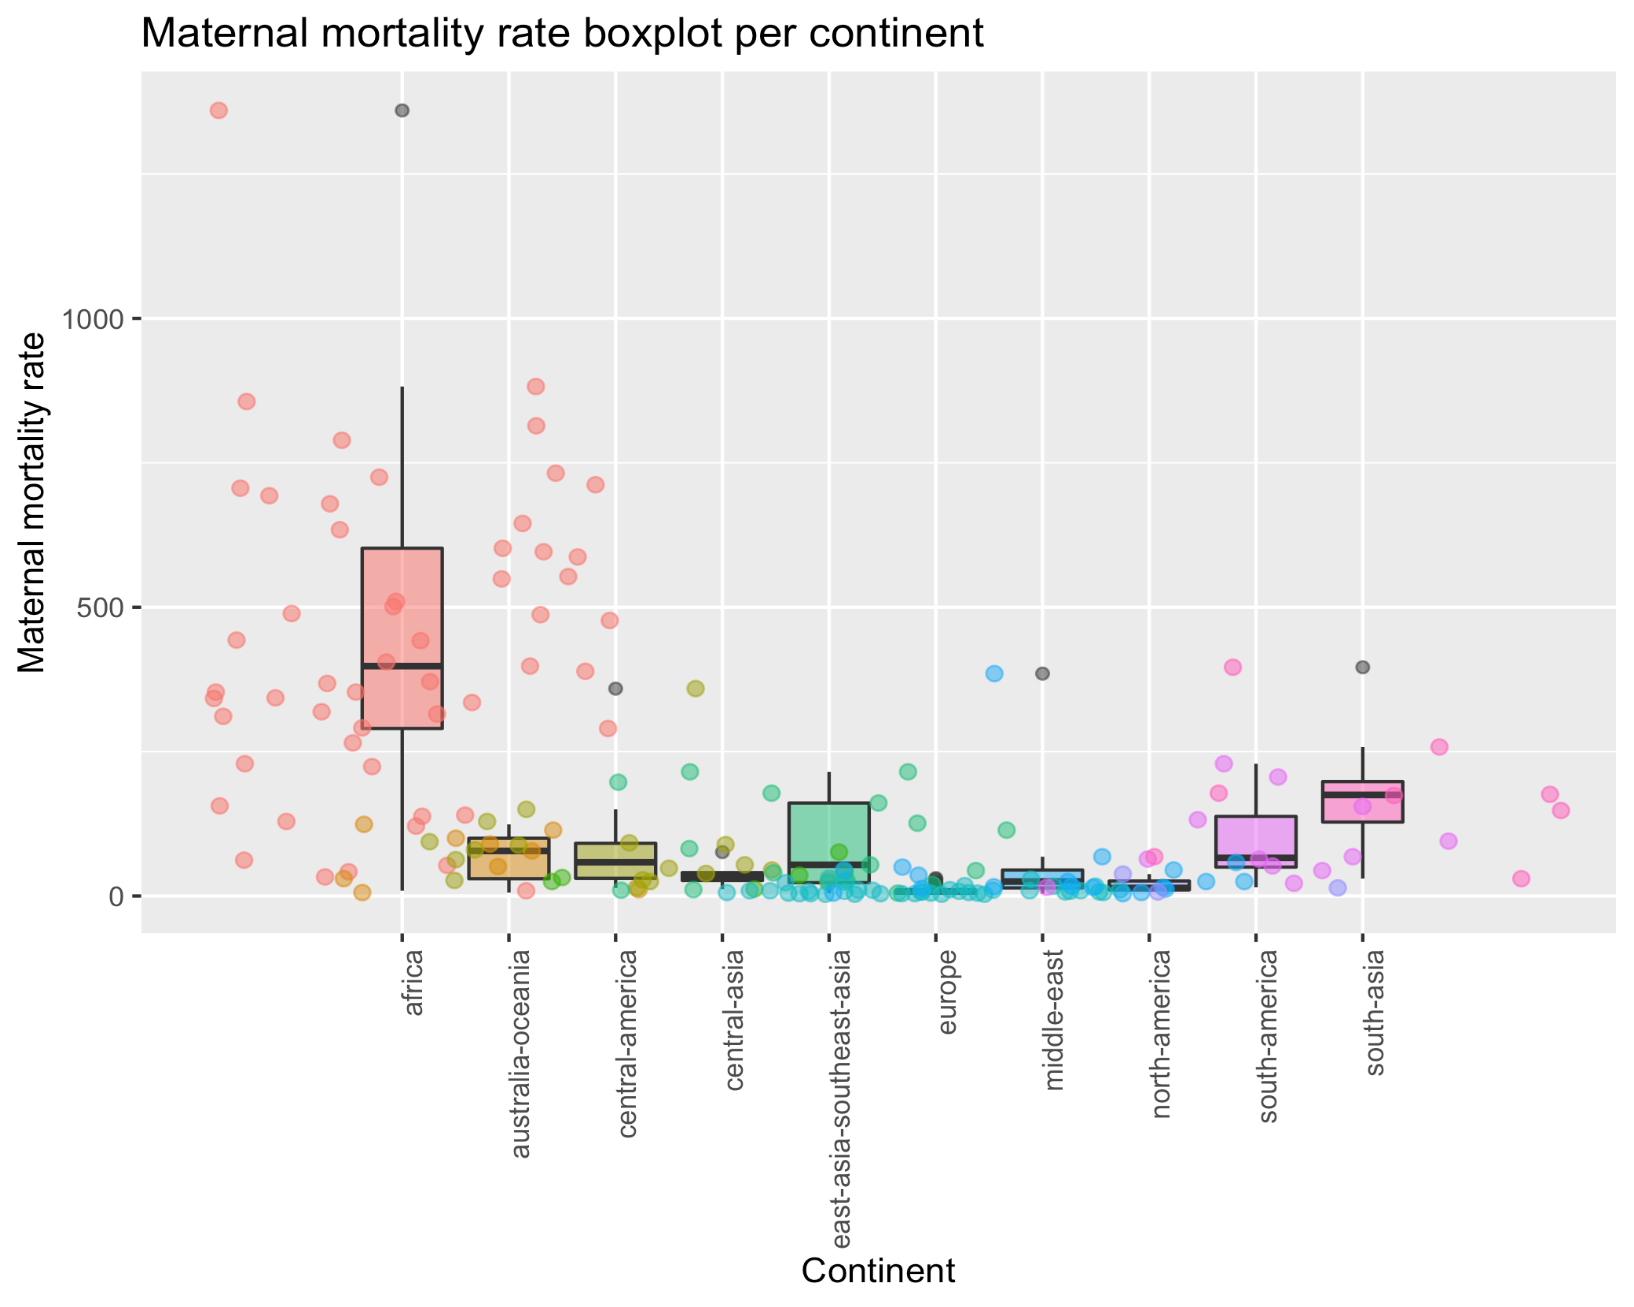 Maternal mortality rate boxplot per continent
Maternal mortality rate
1000
500
0
africa
australia-oceania
central-america
central-asia
east-asia-southeast-asia
europe
middle-east
north-america
south-america
south-asia
Continent